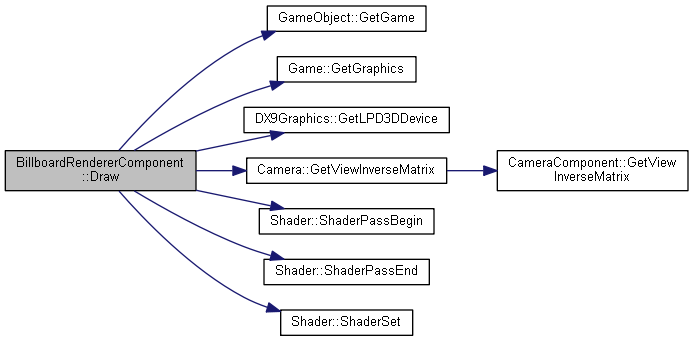 GameObject::GetGame
Game::GetGraphics
DX9Graphics::GetLPD3DDevice
BillboardRendererComponent
::Draw
Camera::GetViewInverseMatrix
CameraComponent::GetView
InverseMatrix
Shader::ShaderPassBegin
Shader::ShaderPassEnd
Shader::ShaderSet